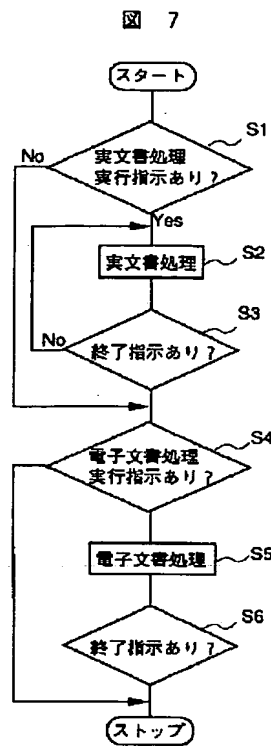 図 7
スタート
S1
No
実文書処理
実行指示あり?
Yes
S2
実文書処理
S3
No
終了指示あり?
S4
電子文書処理
実行指示あり?
電子文書処理
S5
S6
終了指示あり?
ストップ